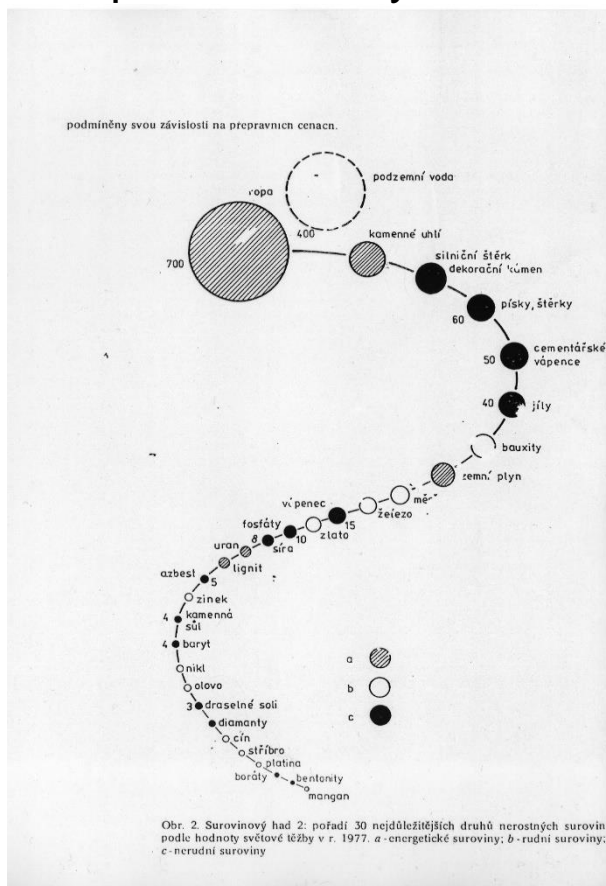 podmíněny svou závislostí na přepravních cenách.
podzemní voda
ropa
400
kamenné uhlí
700
silniční štěrk
dekorační kámen
písky, štěrky
60
cementářské
vápence
50
40
jíly
bauxity
zemní plyn
vápenec
15
železo
fosfáty
10
zlato
8
síra
uran
lignit
azbest
5
zinek
4
kamenná
sůl
4
baryt
nikl
olovo
3
draselné soli
diamanty
cín
stříbro
platina
boráty
bentonity
mangan
a
b
c
Obr. 2. Surovinový had 2: pořadí 30 nejdůležitějších druhů nerostných surovin
podle hodnoty světové těžby v r. 1977. a - energetické suroviny; b - rudní suroviny;
c - nerudní suroviny